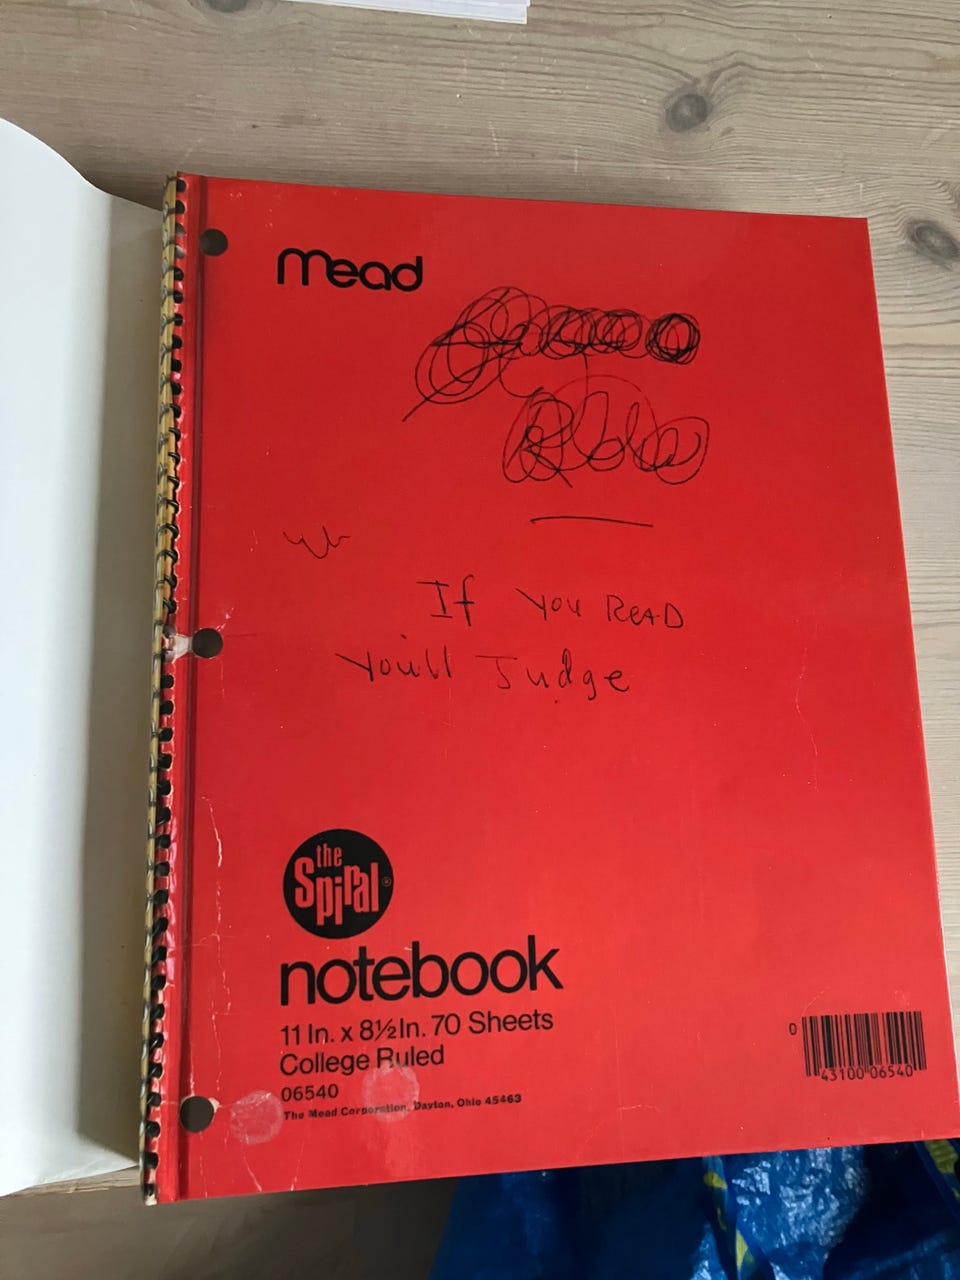 mead
If you READ
you'll Judge
the
Spiral®
notebook
11 In. x 8½ In. 70 Sheets
College Ruled
06540
The Mead Corporation, Dayton, Ohio 45463
0 43100 06540